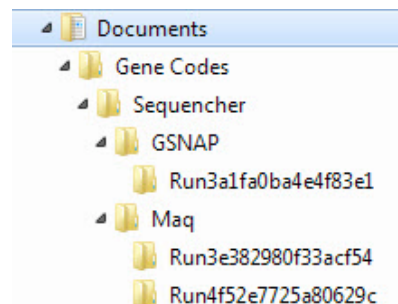 Documents
Gene Codes
Sequencher
GSNAP
Run3a1fa0ba4e4f83e1
Maq
Run3e382980f33acf54
Run4f52e7725a80629c